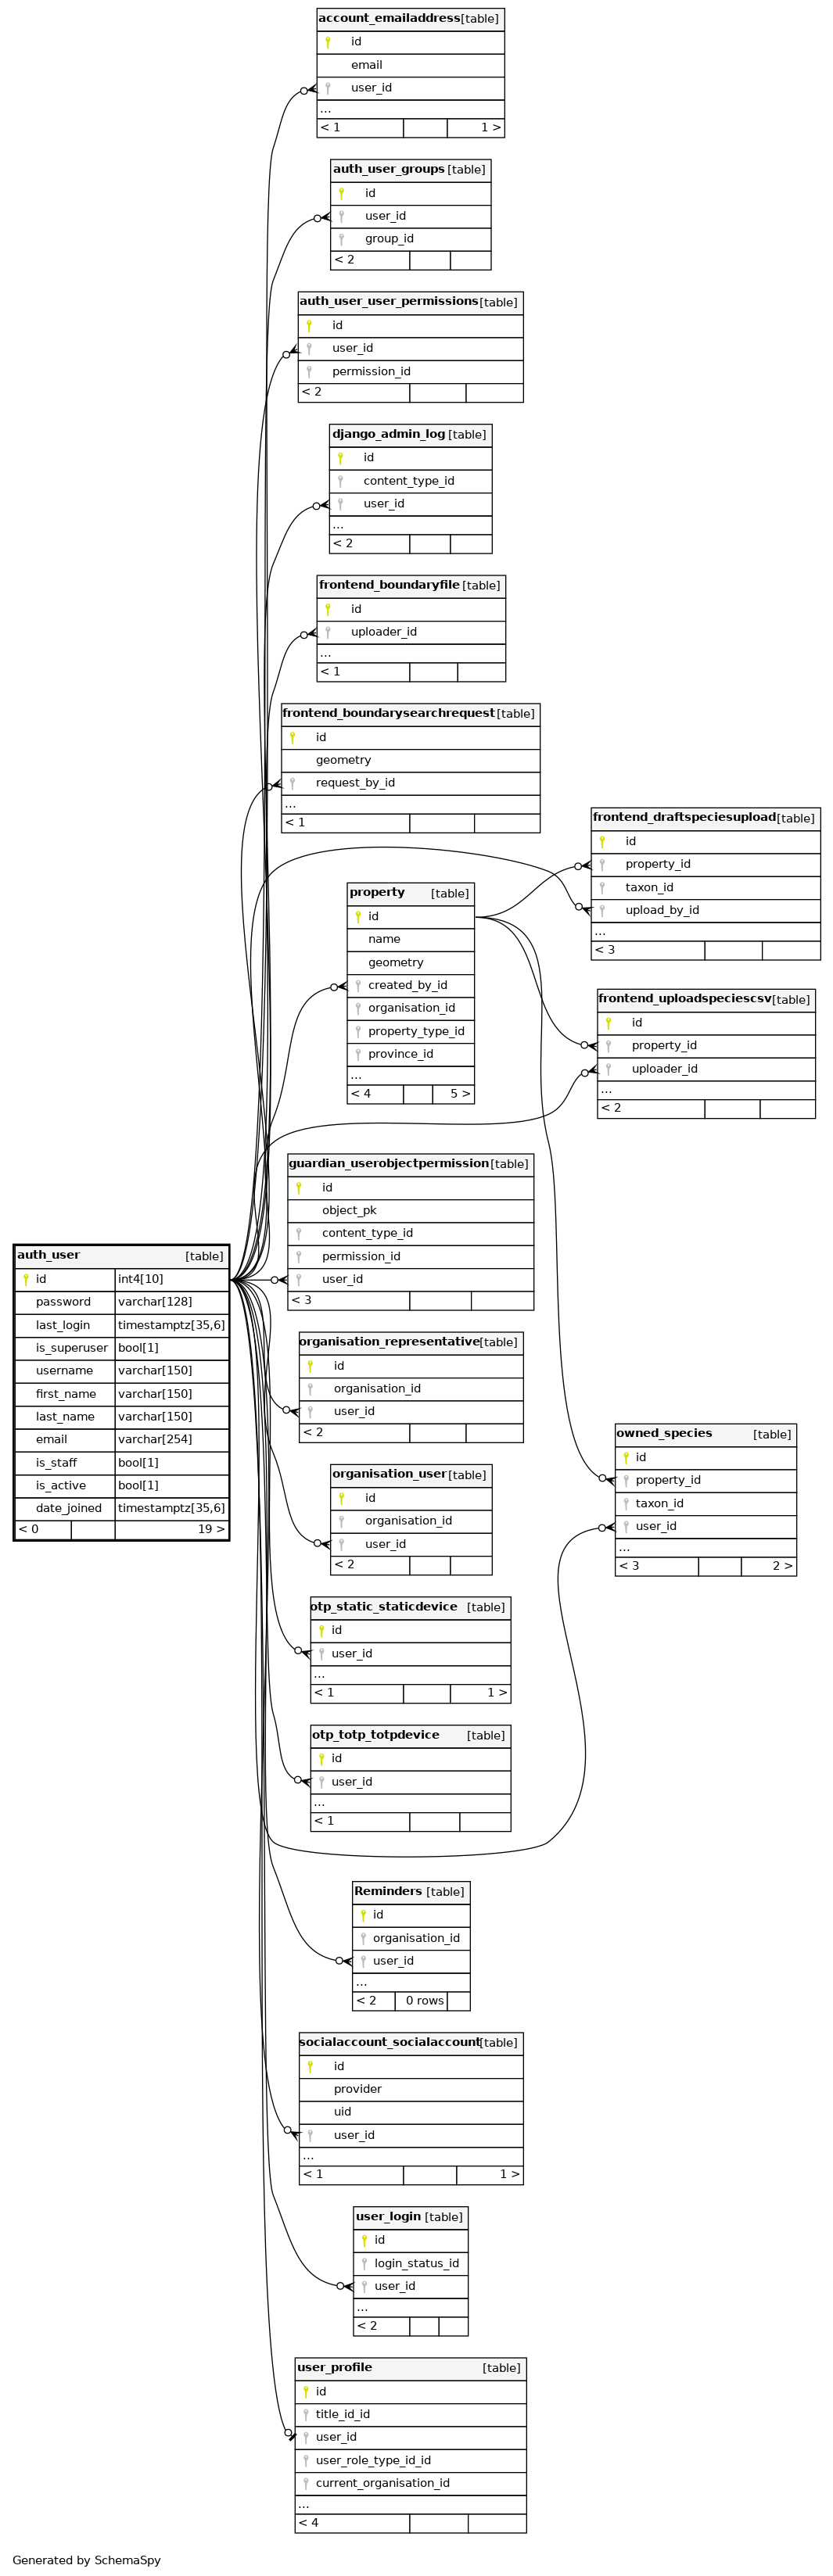 account_emailaddress [table]
id
email
user_id
...
< 1 1 >
auth_user_groups [table]
id
user_id
group_id
< 2
auth_user_user_permissions [table]
id
user_id
permission_id
< 2
django_admin_log [table]
id
content_type_id
user_id
...
< 2
frontend_boundaryfile [table]
id
uploader_id
...
< 1
frontend_boundarysearchrequest [table]
id
geometry
request_by_id
...
< 1
frontend_draftspeciesupload [table]
id
property_id
taxon_id
upload_by_id
...
< 3
property [table]
id
name
geometry
created_by_id
organisation_id
property_type_id
province_id
...
< 4 5 >
frontend_uploadspeciescsv [table]
id
property_id
uploader_id
...
< 2
guardian_userobjectpermission [table]
id
object_pk
content_type_id
permission_id
user_id
< 3
auth_user [table]
id int4[10]
password varchar[128]
last_login timestamptz[35,6]
is_superuser bool[1]
username varchar[150]
first_name varchar[150]
last_name varchar[150]
email varchar[254]
is_staff bool[1]
is_active bool[1]
date_joined timestamptz[35,6]
< 0 19 >
organisation_representative [table]
id
organisation_id
user_id
< 2
owned_species [table]
id
property_id
taxon_id
user_id
...
< 3 2 >
organisation_user [table]
id
organisation_id
user_id
< 2
otp_static_staticdevice [table]
id
user_id
...
< 1 1 >
otp_totp_totpdevice [table]
id
user_id
...
< 1
Reminders [table]
id
organisation_id
user_id
...
< 2 0 rows
socialaccount_socialaccount [table]
id
provider
uid
user_id
...
< 1 1 >
user_login [table]
id
login_status_id
user_id
...
< 2
user_profile [table]
id
title_id_id
user_id
user_role_type_id_id
current_organisation_id
...
< 4
Generated by SchemaSpy